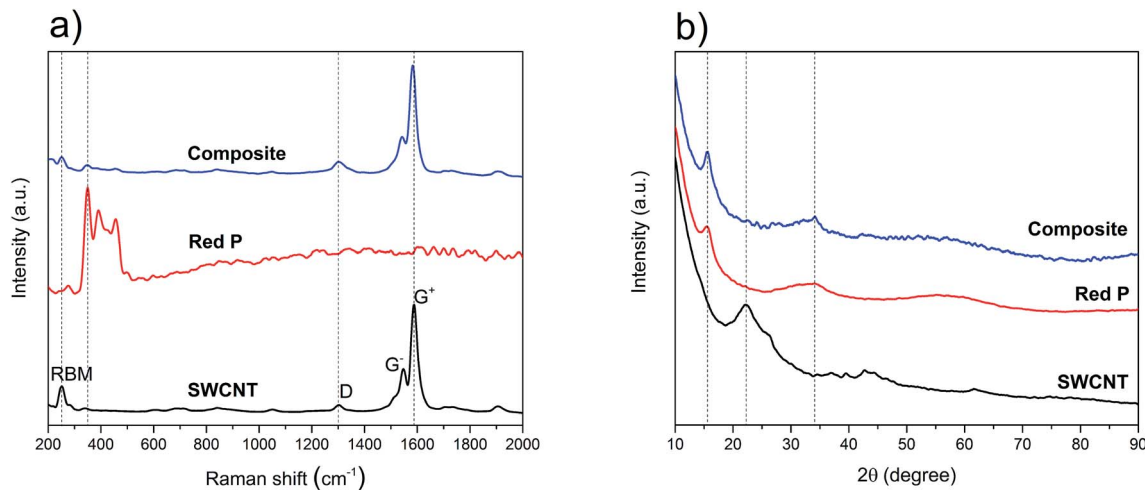 a)
Composite
Red P
SWCNT
RBM
D
G-
G+
Intensity (a.u.)
200 400 600 800 1000 1200 1400 1600 1800 2000
Raman shift (cm-1)
b)
Composite
Red P
SWCNT
Intensity (a.u.)
10 20 30 40 50 60 70 80 90
2θ (degree)